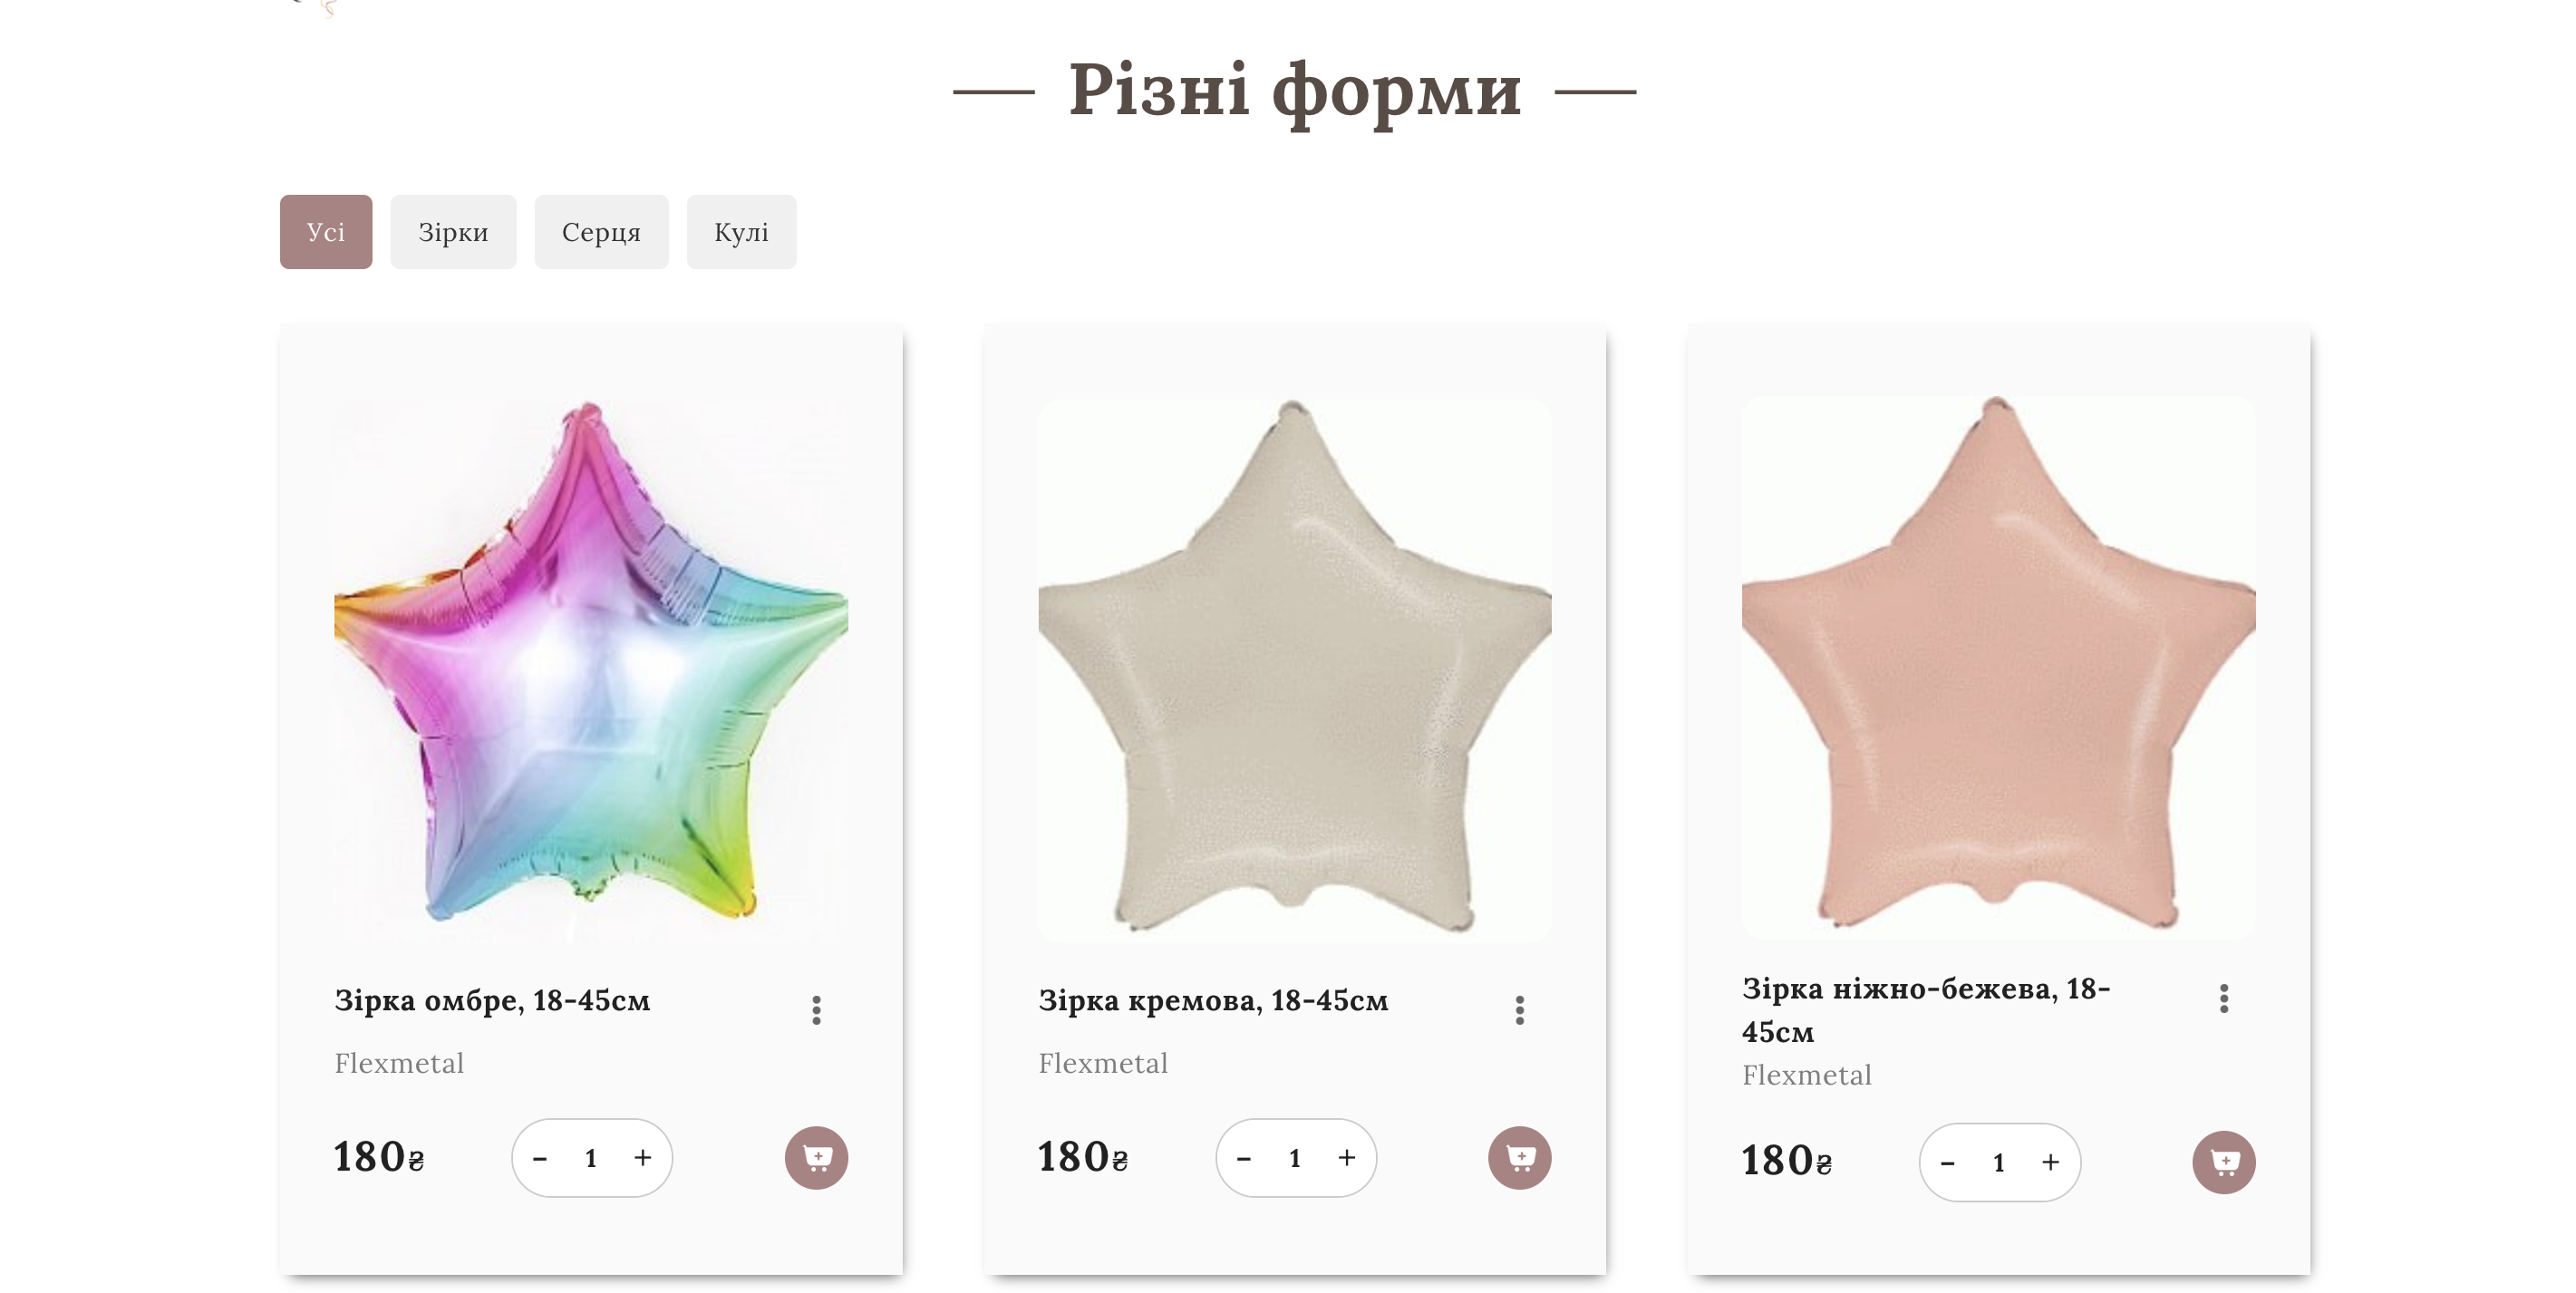 Різні форми
Усі Зірки Серця Кулі
Зірка омбре, 18-45см
Flexmetal
180₴ - 1 +
Зірка кремова, 18-45см
Flexmetal
180₴ - 1 +
Зірка ніжно-бежева, 18-
45см
Flexmetal
180₴ - 1 +